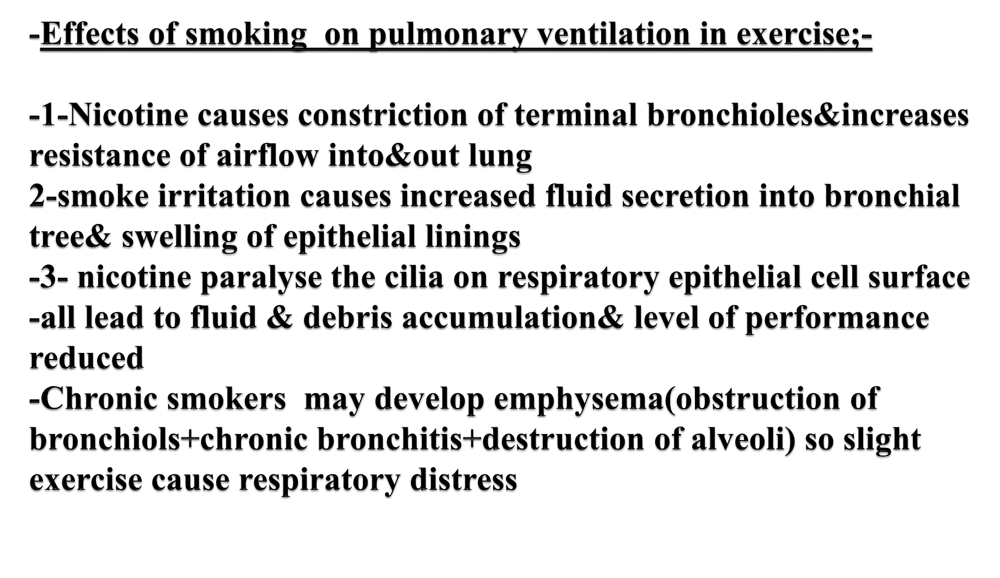 -Effects of smoking  on pulmonary ventilation in exercise;-
-1-Nicotine causes constriction of terminal bronchioles&increases
resistance of airflow into&out lung
2-smoke irritation causes increased fluid secretion into bronchial
tree& swelling of epithelial linings
-3- nicotine paralyse the cilia on respiratory epithelial cell surface
-all lead to fluid & debris accumulation& level of performance
reduced
-Chronic smokers  may develop emphysema(obstruction of
bronchiols+chronic bronchitis+destruction of alveoli) so slight
exercise cause respiratory distress